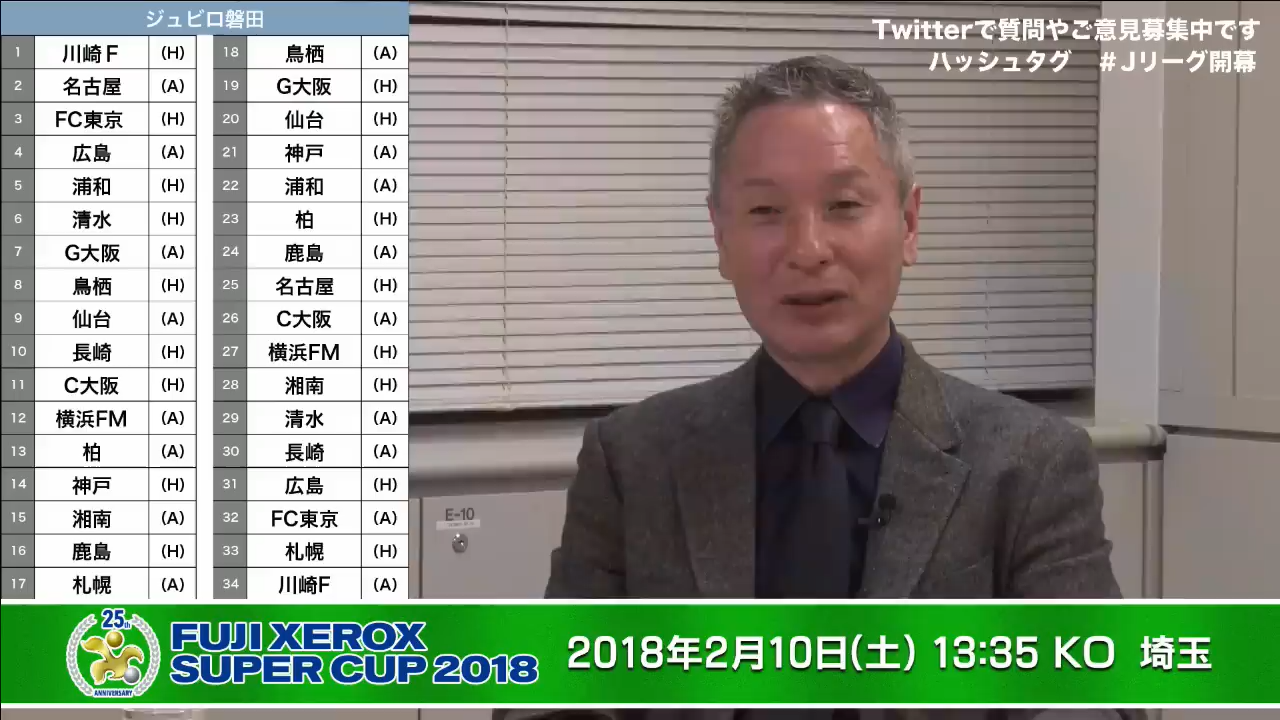 ジュビロ磐田
1 川崎F (H)
2 名古屋 (A)
3 FC東京 (H)
4 広島 (A)
5 浦和 (H)
6 清水 (H)
7 G大阪 (A)
8 鳥栖 (H)
9 仙台 (A)
10 長崎 (H)
11 C大阪 (H)
12 横浜FM (A)
13 柏 (A)
14 神戸 (H)
15 湘南 (A)
16 鹿島 (H)
17 札幌 (A)
18 鳥栖 (A)
19 G大阪 (H)
20 仙台 (H)
21 神戸 (A)
22 浦和 (A)
23 柏 (H)
24 鹿島 (A)
25 名古屋 (H)
26 C大阪 (A)
27 横浜FM (H)
28 湘南 (H)
29 清水 (A)
30 長崎 (A)
31 広島 (H)
32 FC東京 (A)
33 札幌 (H)
34 川崎F (A)
Twitterで質問やご意見募集中です
ハッシュタグ ＃Jリーグ開幕
E-10
25th
ANNIVERSARY
FUJI XEROX
SUPER CUP 2018
2018年2月10日(土) 13:35 KO 埼玉